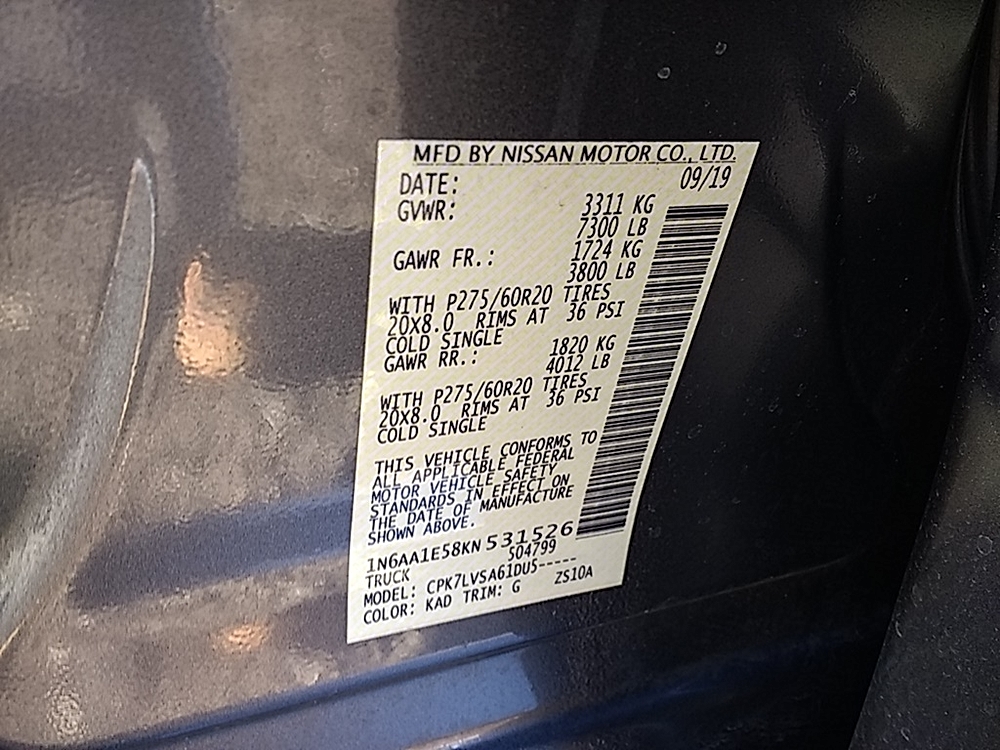 MFD BY NISSAN MOTOR CO., LTD.
DATE: 09/19
GVWR: 3311 KG
7300 LB
GAWR FR.: 1724 KG
3800 LB
WITH P275/60R20 TIRES
20X8.0 RIMS AT 36 PSI
COLD SINGLE
GAWR RR.: 1820 KG
4012 LB
WITH P275/60R20 TIRES
20X8.0 RIMS AT 36 PSI
COLD SINGLE
THIS VEHICLE CONFORMS TO
ALL APPLICABLE FEDERAL
MOTOR VEHICLE SAFETY
STANDARDS IN EFFECT ON
THE DATE OF MANUFACTURE
SHOWN ABOVE.
1N6AA1E58KN531526
TRUCK 504799
MODEL: CPK7LVSA61DU5-----
COLOR: KAD TRIM: G ZS10A